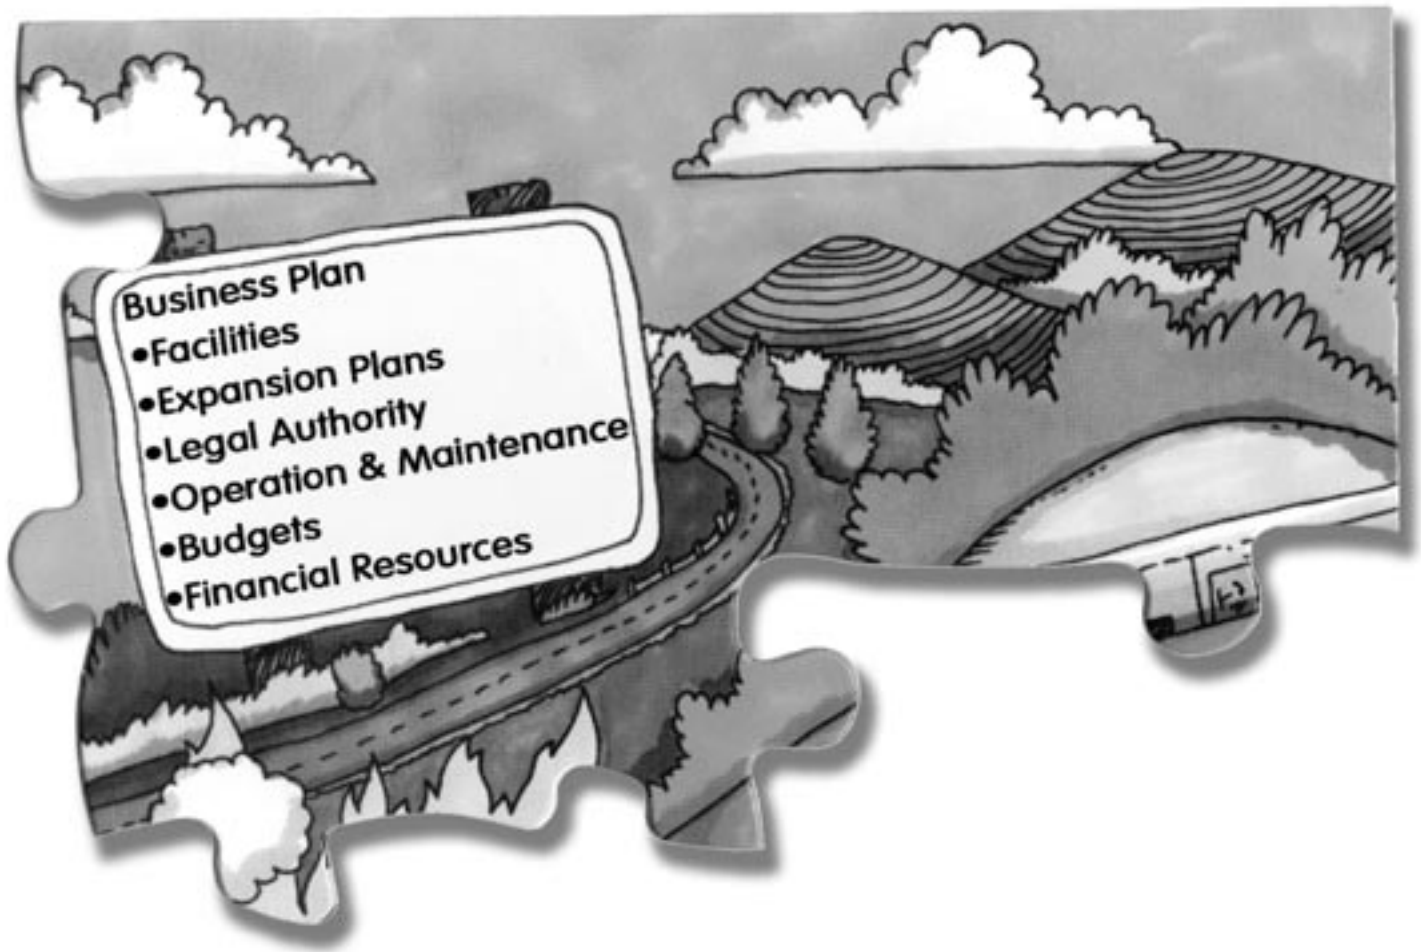 Business Plan
•Facilities
•Expansion Plans
•Legal Authority
•Operation & Maintenance
•Budgets
•Financial Resources